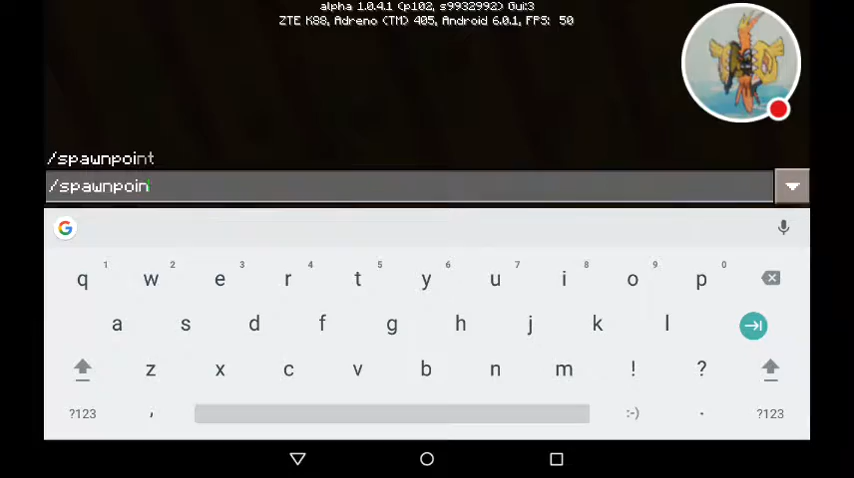 alpha 1.0.4.1 (p102, s9932992) Gui:3
ZTE K88, Adreno (TM) 405, Android 6.0.1, FPS: 50
/spawnpoint
/spawnpoin
G
1 2 3 4 5 6 7 8 9 0
q w e r t y u i o p
a s d f g h j k l
z x c v b n m ! ?
?123 , :-) . ?123